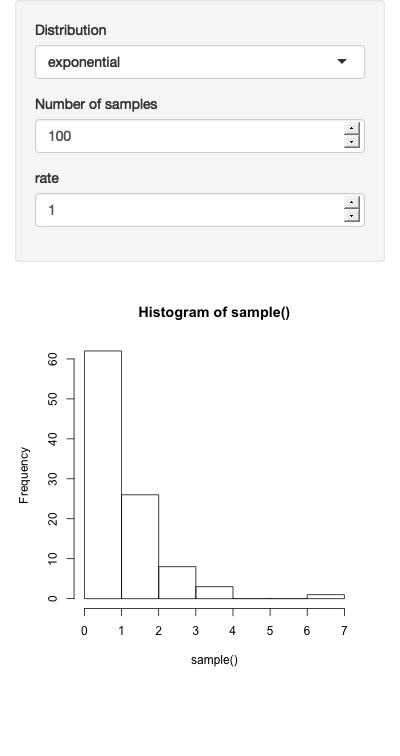 Distribution
exponential
Number of samples
100
rate
1
Histogram of sample()
Frequency
60
50
40
30
20
10
0
0 1 2 3 4 5 6 7
sample()